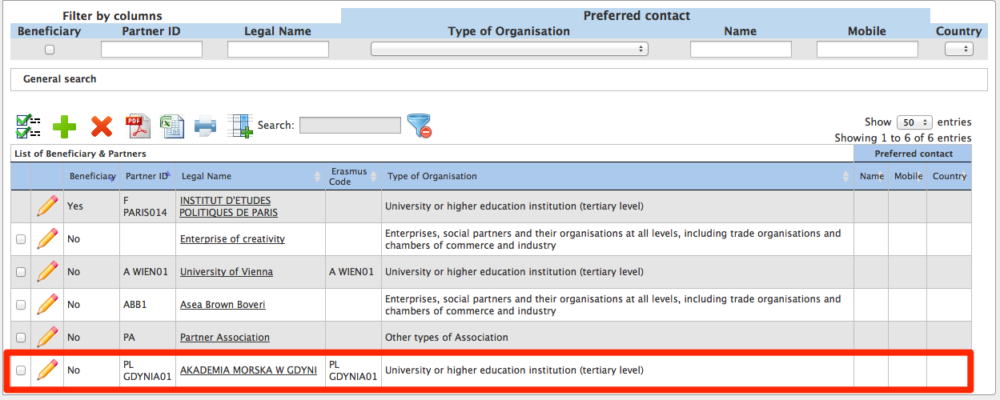 Filter by columns
Preferred contact
Beneficiary Partner ID Legal Name Type of Organisation Name Mobile Country
General search
PDF
Search:
Show 50 entries
Showing 1 to 6 of 6 entries
List of Beneficiary & Partners Preferred contact
Beneficiary Partner ID Legal Name Erasmus Code Type of Organisation Name Mobile Country
Yes F PARIS014 INSTITUT D'ETUDES POLITIQUES DE PARIS University or higher education institution (tertiary level)
No Enterprise of creativity Enterprises, social partners and their organisations at all levels, including trade organisations and chambers of commerce and industry
No A WIEN01 University of Vienna A WIEN01 University or higher education institution (tertiary level)
No ABB1 Asea Brown Boveri Enterprises, social partners and their organisations at all levels, including trade organisations and chambers of commerce and industry
No PA Partner Association Other types of Association
No PL GDYNIA01 AKADEMIA MORSKA W GDYNI PL GDYNIA01 University or higher education institution (tertiary level)